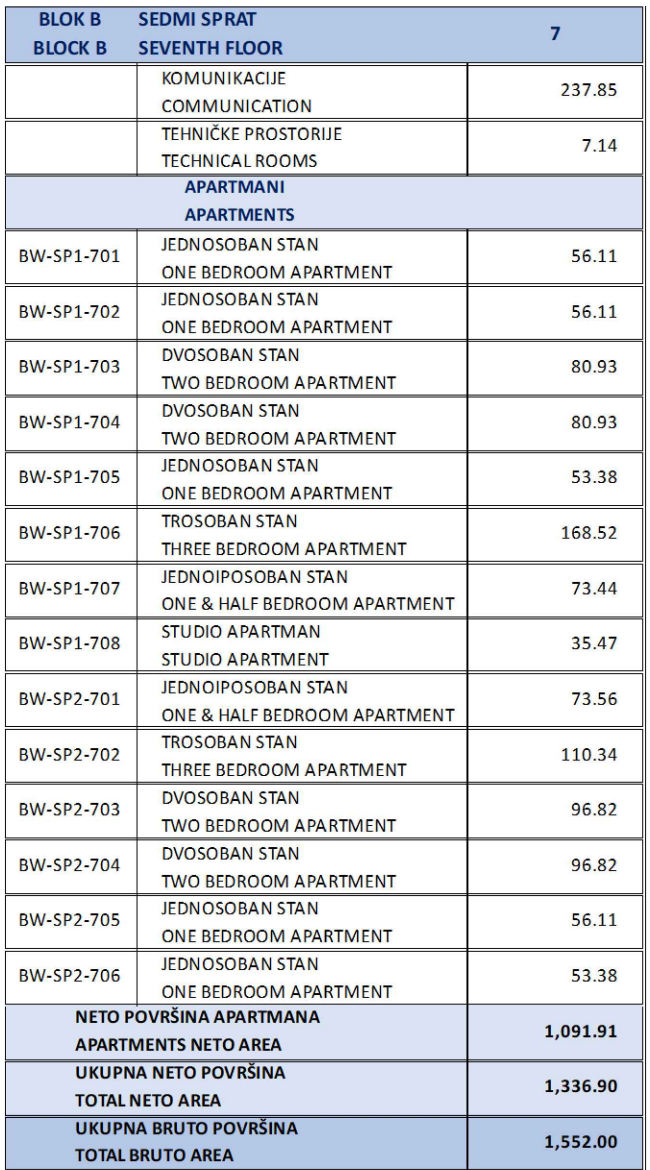 BLOK B SEDMI SPRAT 7
BLOCK B SEVENTH FLOOR
KOMUNIKACIJE 237.85
COMMUNICATION
TEHNIČKE PROSTORIJE 7.14
TECHNICAL ROOMS
APARTMANI
APARTMENTS
BW-SP1-701 JEDNOSOBAN STAN 56.11
ONE BEDROOM APARTMENT
BW-SP1-702 JEDNOSOBAN STAN 56.11
ONE BEDROOM APARTMENT
BW-SP1-703 DVOSOBAN STAN 80.93
TWO BEDROOM APARTMENT
BW-SP1-704 DVOSOBAN STAN 80.93
TWO BEDROOM APARTMENT
BW-SP1-705 JEDNOSOBAN STAN 53.38
ONE BEDROOM APARTMENT
BW-SP1-706 TROSOBAN STAN 168.52
THREE BEDROOM APARTMENT
BW-SP1-707 JEDNOIPOSOBAN STAN 73.44
ONE & HALF BEDROOM APARTMENT
BW-SP1-708 STUDIO APARTMAN 35.47
STUDIO APARTMENT
BW-SP2-701 JEDNOIPOSOBAN STAN 73.56
ONE & HALF BEDROOM APARTMENT
BW-SP2-702 TROSOBAN STAN 110.34
THREE BEDROOM APARTMENT
BW-SP2-703 DVOSOBAN STAN 96.82
TWO BEDROOM APARTMENT
BW-SP2-704 DVOSOBAN STAN 96.82
TWO BEDROOM APARTMENT
BW-SP2-705 JEDNOSOBAN STAN 56.11
ONE BEDROOM APARTMENT
BW-SP2-706 JEDNOSOBAN STAN 53.38
ONE BEDROOM APARTMENT
NETO POVRŠINA APARTMANA 1,091.91
APARTMENTS NETO AREA
UKUPNA NETO POVRŠINA 1,336.90
TOTAL NETO AREA
UKUPNA BRUTO POVRŠINA 1,552.00
TOTAL BRUTO AREA